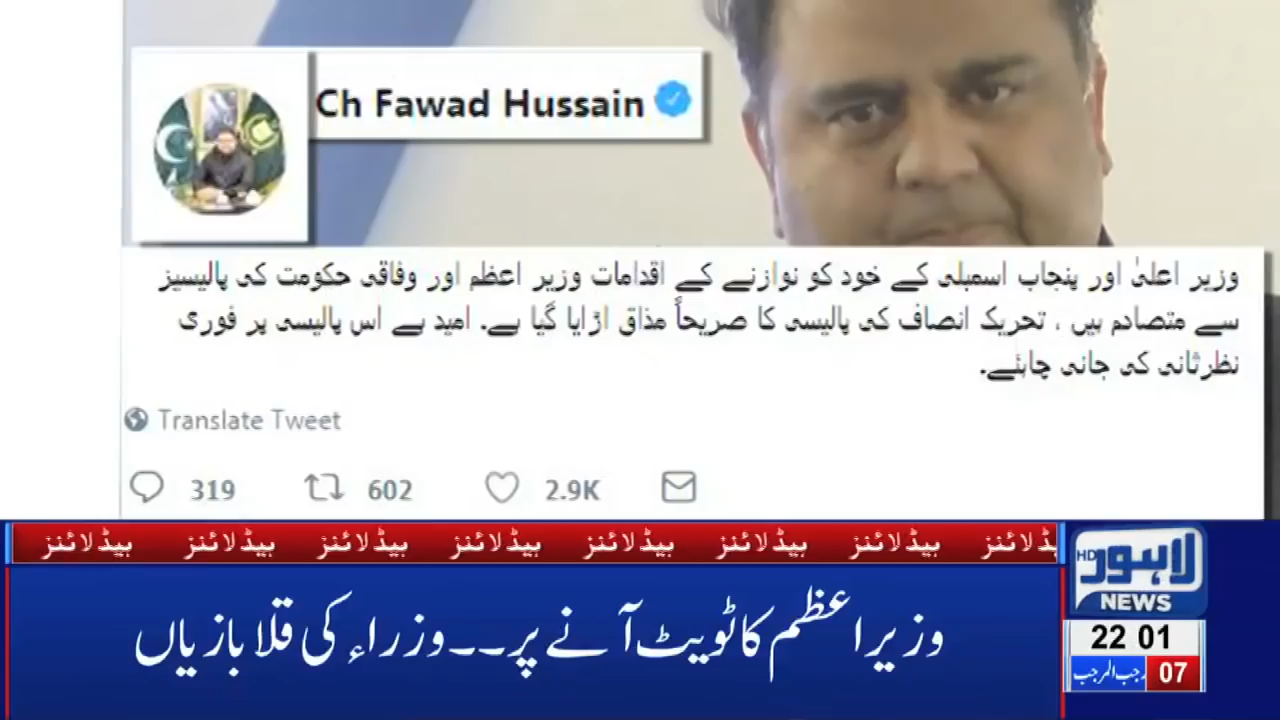 Ch Fawad Hussain
وزیر اعلیٰ اور پنجاب اسمبلی کے خود کو نوازنے کے اقدامات وزیر اعظم اور وفاقی حکومت کی پالیسیز
سے متصادم ہیں ، تحریک انصاف کی پالیسی کا صریحاً مذاق اڑایا گیا ہے۔ امید ہے اس پالیسی پر فوری
نظرثانی کی جانی چاہئے۔
Translate Tweet
319 602 2.9K
ہیڈلائنز ہیڈلائنز ہیڈلائنز ہیڈلائنز ہیڈلائنز ہیڈلائنز ہیڈلائنز ہیڈلائنز
وزیراعظم کا ٹویٹ آنے پر۔۔۔وزراء کی قلابازیاں
HD لاہور
NEWS
22 01
07 رجب المرجب